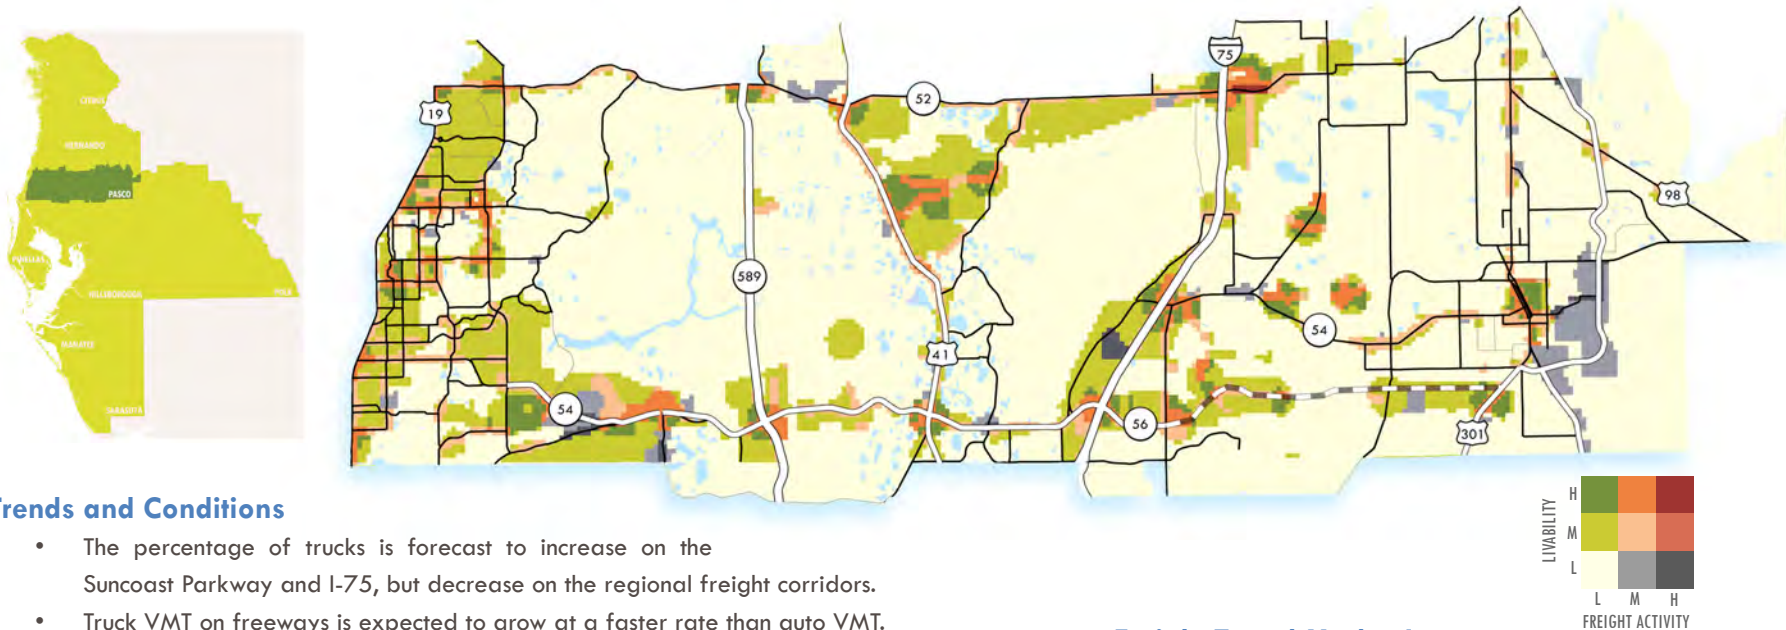 CITRUS
HERNANDO
PASCO
PINELLAS
HILLSBOROUGH
POLK
MANATEE
SARASOTA
19
52
75
98
589
41
54
54
56
301
Trends and Conditions
• The percentage of trucks is forecast to increase on the
Suncoast Parkway and I-75, but decrease on the regional freight corridors.
• Truck VMT on freeways is expected to grow at a faster rate than auto VMT.
LIVABILITY
H
M
L
L M H
FREIGHT ACTIVITY